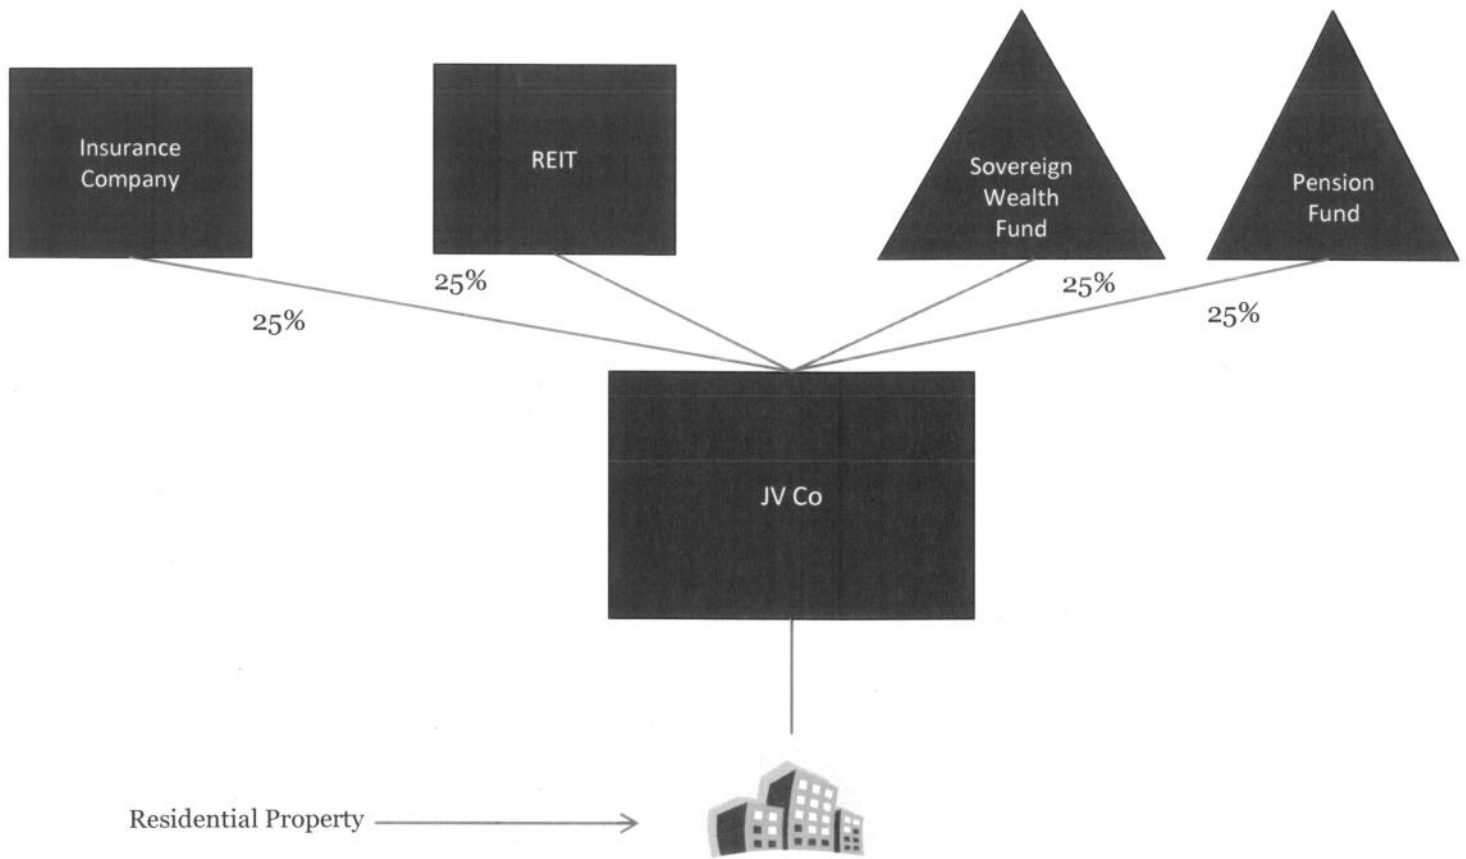 Insurance
Company
REIT
Sovereign
Wealth
Fund
Pension
Fund
25%
25%
25%
25%
JV Co
Residential Property